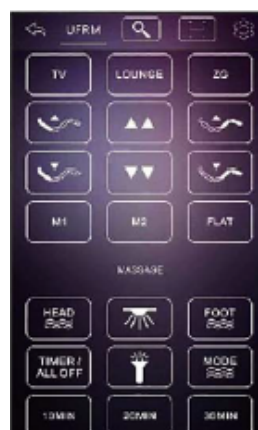 UFRM
TV LOUNGE ZG
M1 M2 FLAT
MASSAGE
HEAD FOOT
TIMER / MODE
ALL OFF
10MIN 20MIN 30MIN